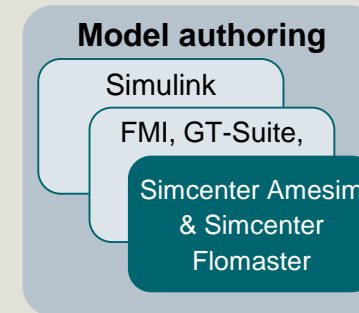 Model authoring
Simulink
FMI, GT-Suite,
Simcenter Amesim
& Simcenter
Flomaster